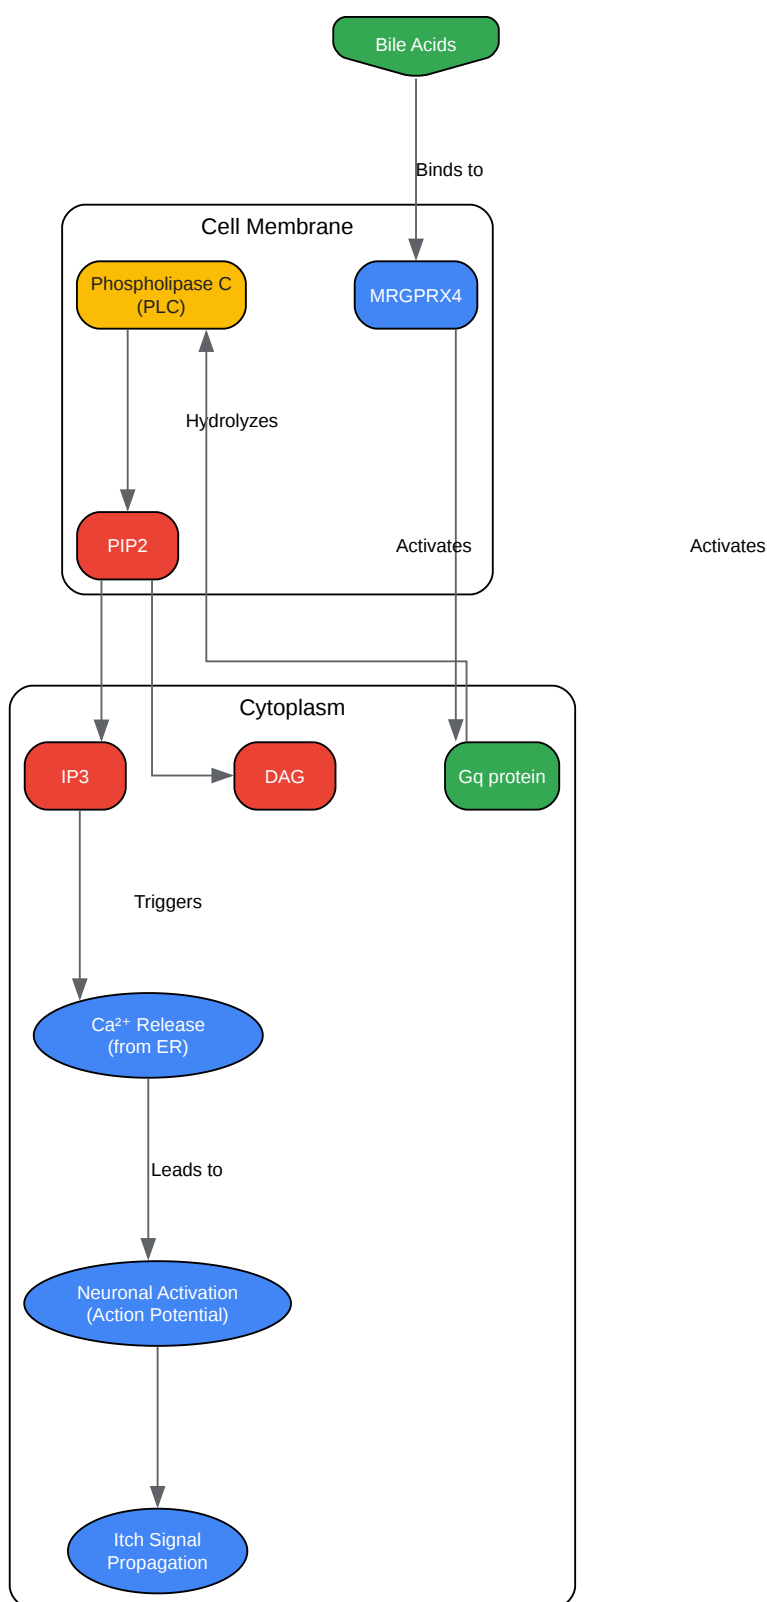 Bile Acids
Binds to
Cell Membrane
Phospholipase C
(PLC)
MRGPRX4
Hydrolyzes
PIP2
Activates
Activates
Cytoplasm
IP3
DAG
Gq protein
Triggers
Ca²⁺ Release
(from ER)
Leads to
Neuronal Activation
(Action Potential)
Itch Signal
Propagation